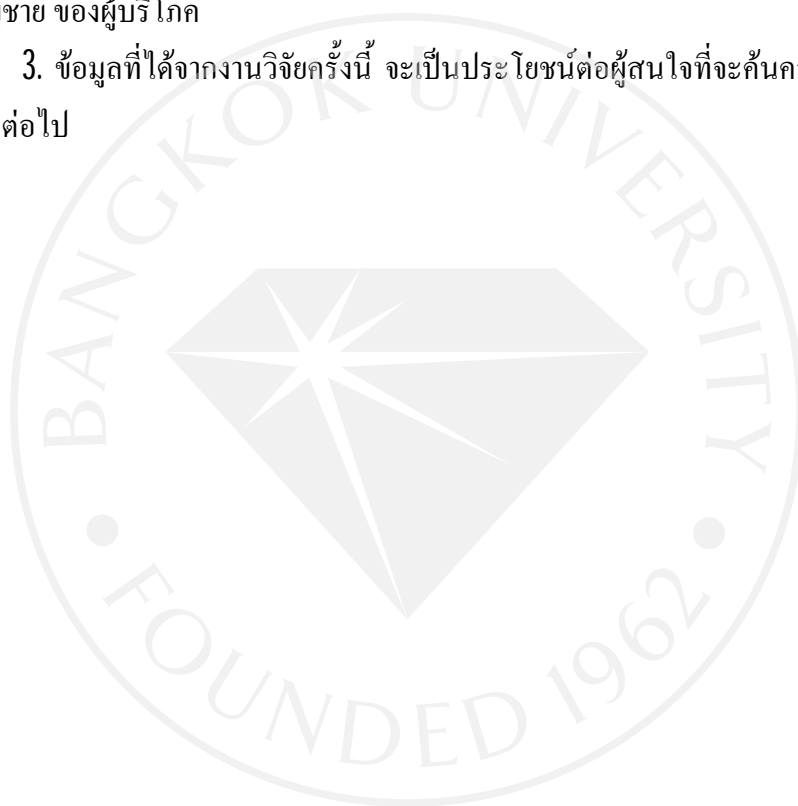 ชาย ของผู้บริโภค
3. ข้อมูลที่ได้จากงานวิจัยครั้งนี้ จะเป็นประโยชน์ต่อผู้สนใจที่จะค้นค
ต่อไป
BANGKOK UNIVERSITY
FOUNDED 1962